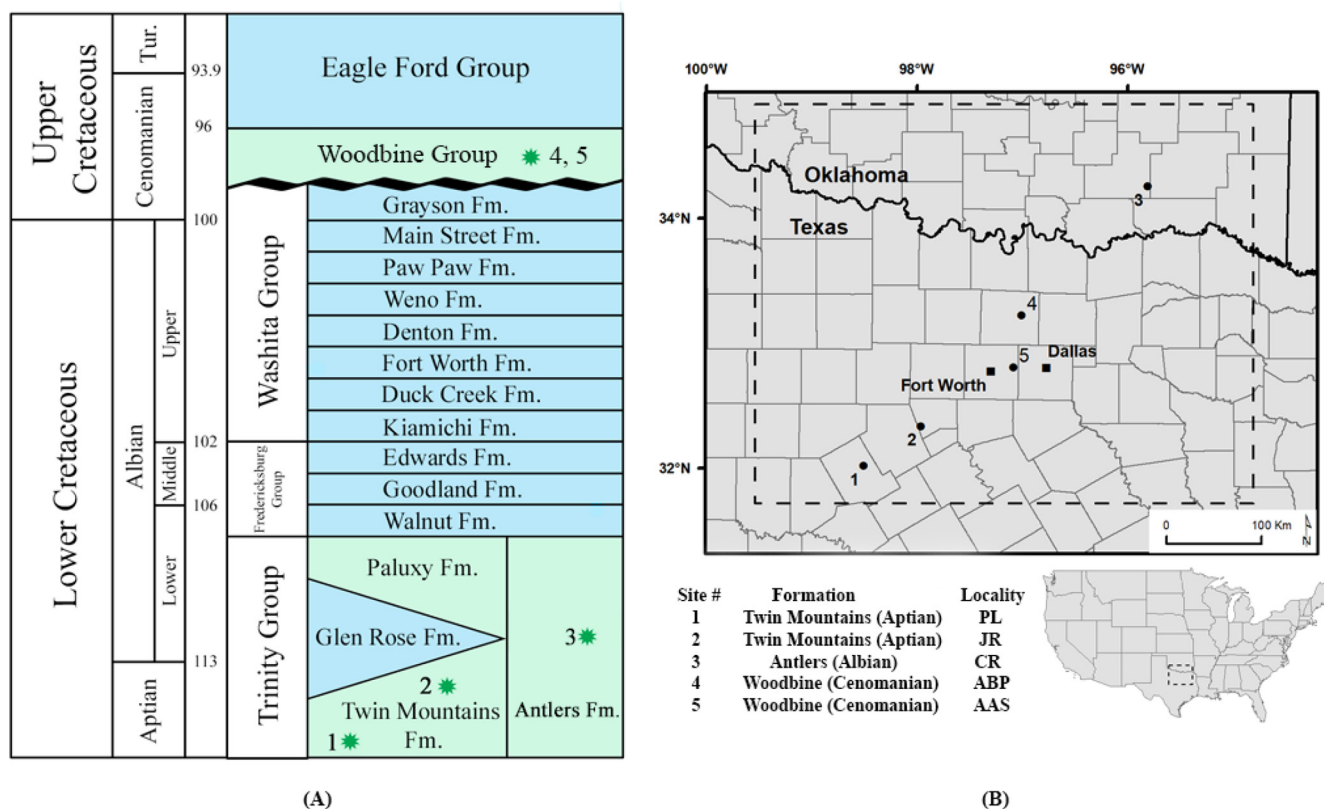 Upper
Cretaceous
Tur.
Cenomanian
93.9
96
100
Eagle Ford Group
Woodbine Group
4, 5
Lower Cretaceous
Albian
Upper
Middle
Lower
Aptian
102
106
113
Washita Group
Grayson Fm.
Main Street Fm.
Paw Paw Fm.
Weno Fm.
Denton Fm.
Fort Worth Fm.
Duck Creek Fm.
Kiamichi Fm.
Fredericksburg
Group
Edwards Fm.
Goodland Fm.
Walnut Fm.
Trinity Group
Paluxy Fm.
Glen Rose Fm.
3
2
Twin Mountains
Fm.
1
Antlers Fm.
(A)
100°W
98°W
96°W
34°N
32°N
Oklahoma
Texas
3
4
5
Dallas
Fort Worth
2
1
0
100 Km
N
Site # Formation Locality
1 Twin Mountains (Aptian) PL
2 Twin Mountains (Aptian) JR
3 Antlers (Albian) CR
4 Woodbine (Cenomanian) ABP
5 Woodbine (Cenomanian) AAS
(B)